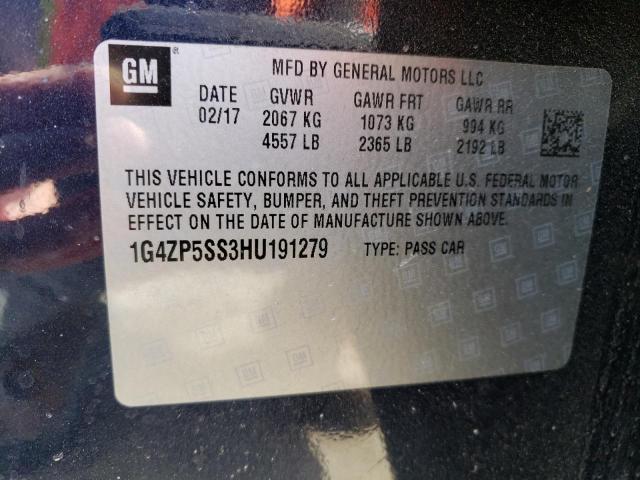 GM ®
MFD BY GENERAL MOTORS LLC
DATE GVWR GAWR FRT GAWR RR
02/17 2067 KG 1073 KG 994 KG
4557 LB 2365 LB 2192 LB
THIS VEHICLE CONFORMS TO ALL APPLICABLE U.S. FEDERAL MOTOR
VEHICLE SAFETY, BUMPER, AND THEFT PREVENTION STANDARDS IN
EFFECT ON THE DATE OF MANUFACTURE SHOWN ABOVE.
1G4ZP5SS3HU191279 TYPE: PASS CAR